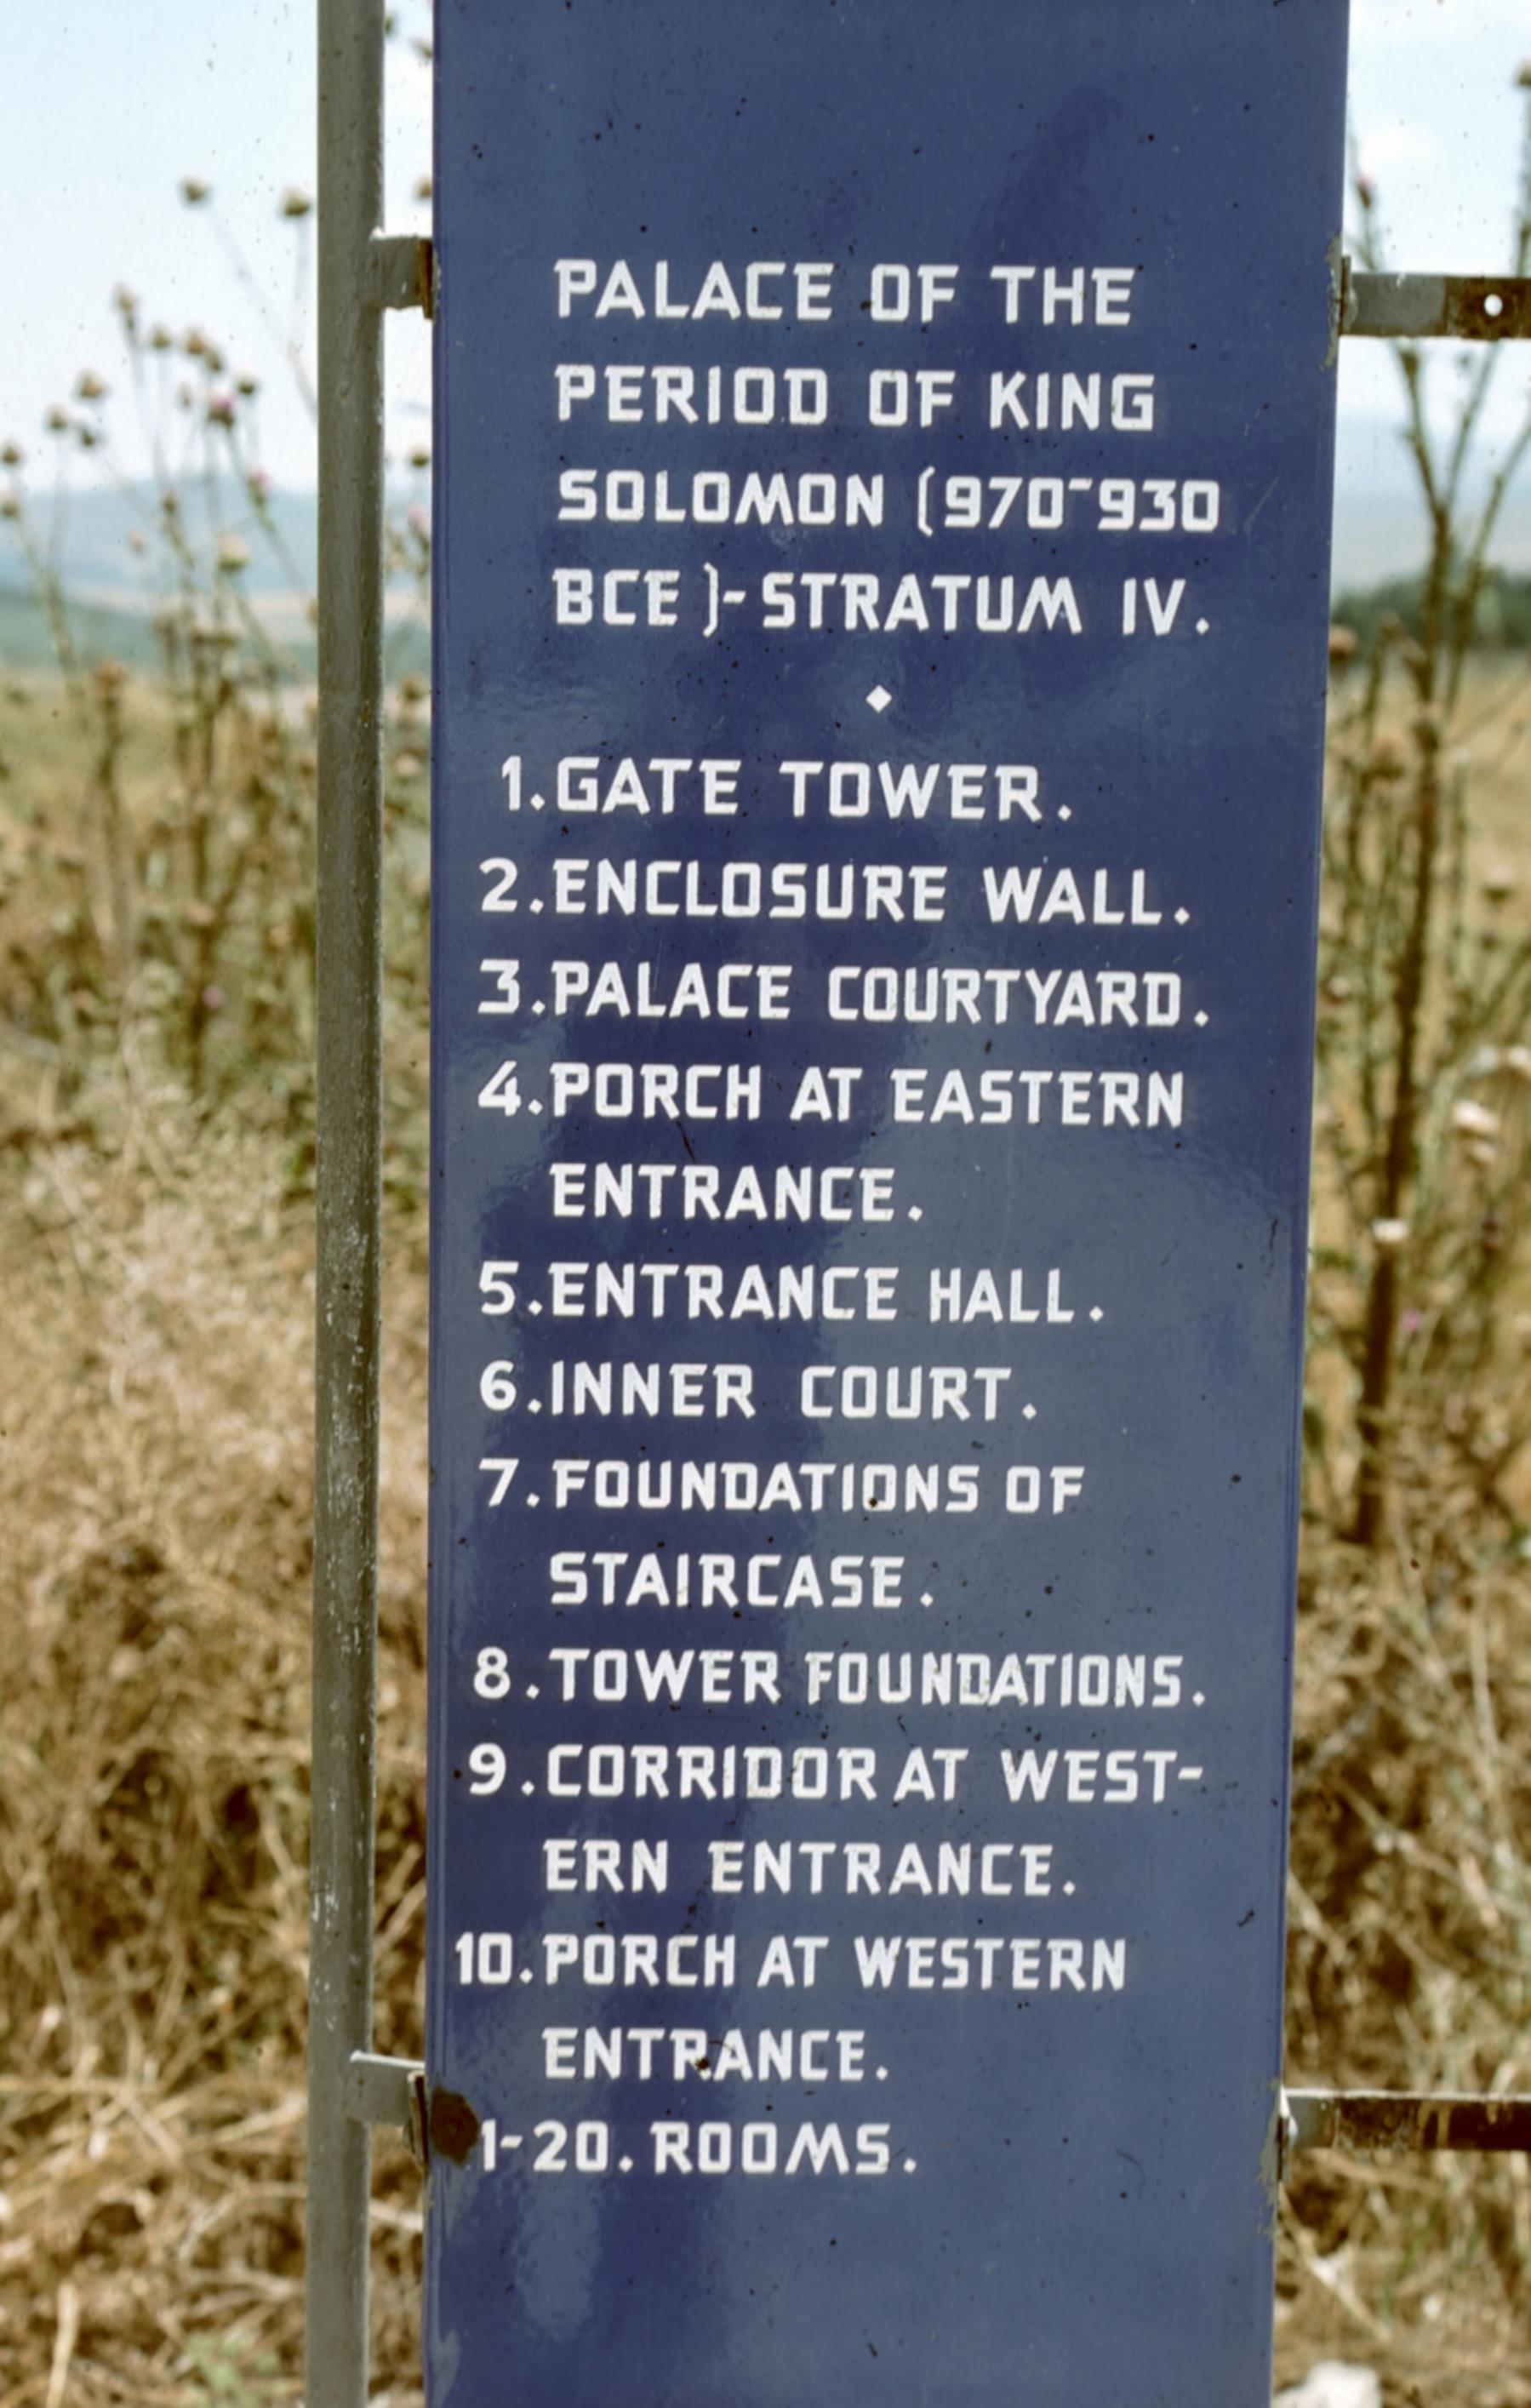 PALACE OF THE
PERIOD OF KING
SOLOMON (970-930
BCE)-STRATUM IV.
1. GATE TOWER.
2. ENCLOSURE WALL.
3. PALACE COURTYARD.
4. PORCH AT EASTERN
ENTRANCE.
5. ENTRANCE HALL.
6. INNER COURT.
7. FOUNDATIONS OF
STAIRCASE.
8. TOWER FOUNDATIONS.
9. CORRIDOR AT WEST-
ERN ENTRANCE.
10. PORCH AT WESTERN
ENTRANCE.
1-20. ROOMS.